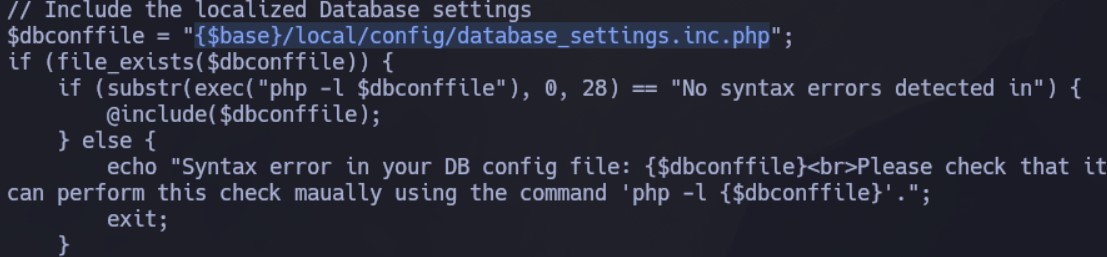 // Include the localized Database settings
$dbconffile = "{$base}/local/config/database_settings.inc.php";
if (file_exists($dbconffile)) {
    if (substr(exec("php -l $dbconffile"), 0, 28) == "No syntax errors detected in") {
        @include($dbconffile);
    } else {
        echo "Syntax error in your DB config file: {$dbconffile}<br>Please check that it
can perform this check maually using the command 'php -l {$dbconffile}'.";
        exit;
    }